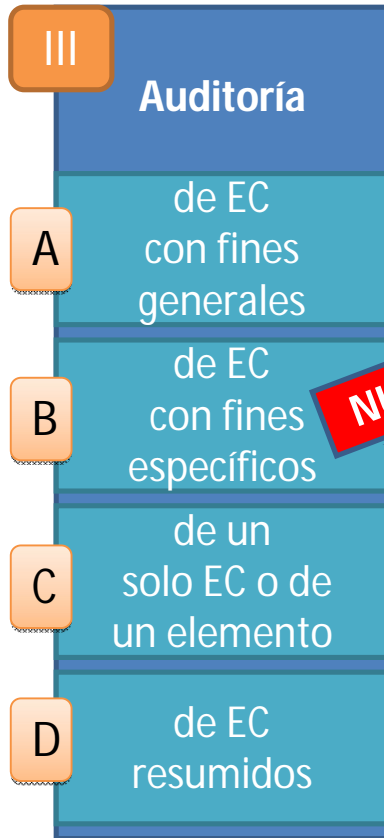 III
Auditoría
A
de EC
con fines
generales
B
de EC
con fines
específicos
C
de un
solo EC o de
un elemento
D
de EC
resumidos